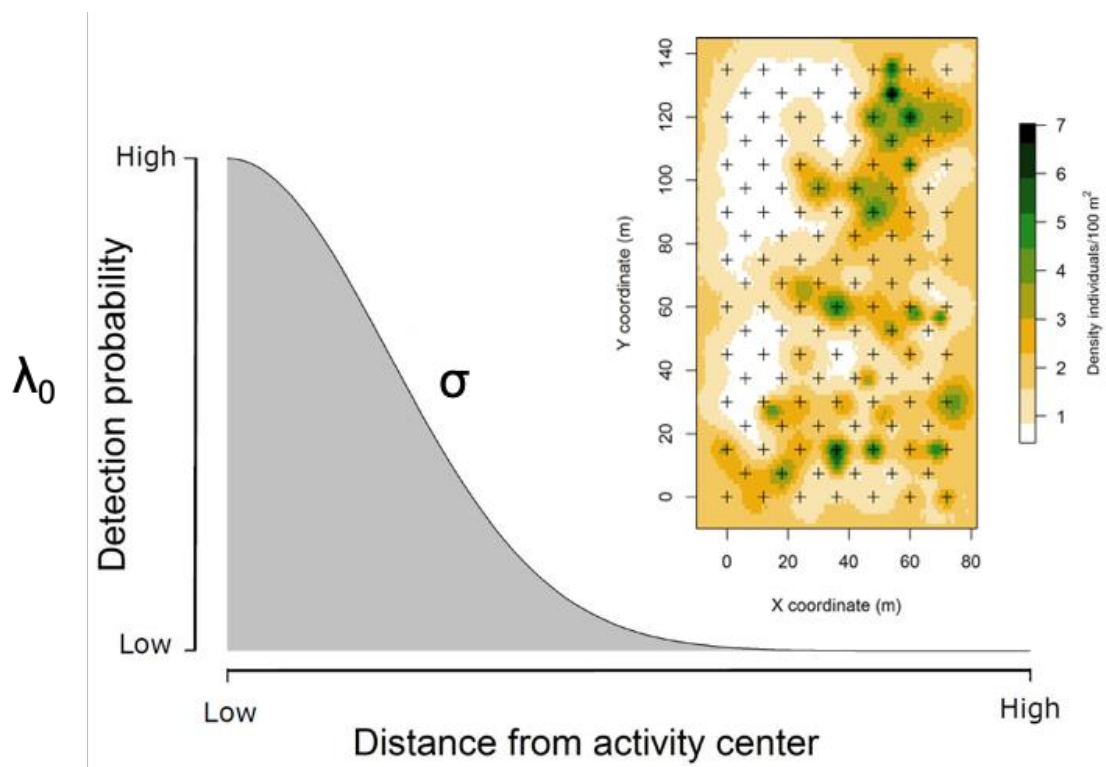 λ0
Detection probability
High
Low
σ
Low
High
Distance from activity center
Y coordinate (m)
140
120
100
80
60
40
20
0
0 20 40 60 80
X coordinate (m)
7
6
5
4
3
2
1
Density individuals/100 m2